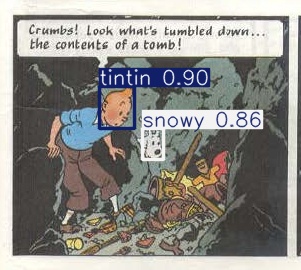 Crumbs! Look what's tumbled down...
the contents of a tomb!
tintin 0.90
snowy 0.86